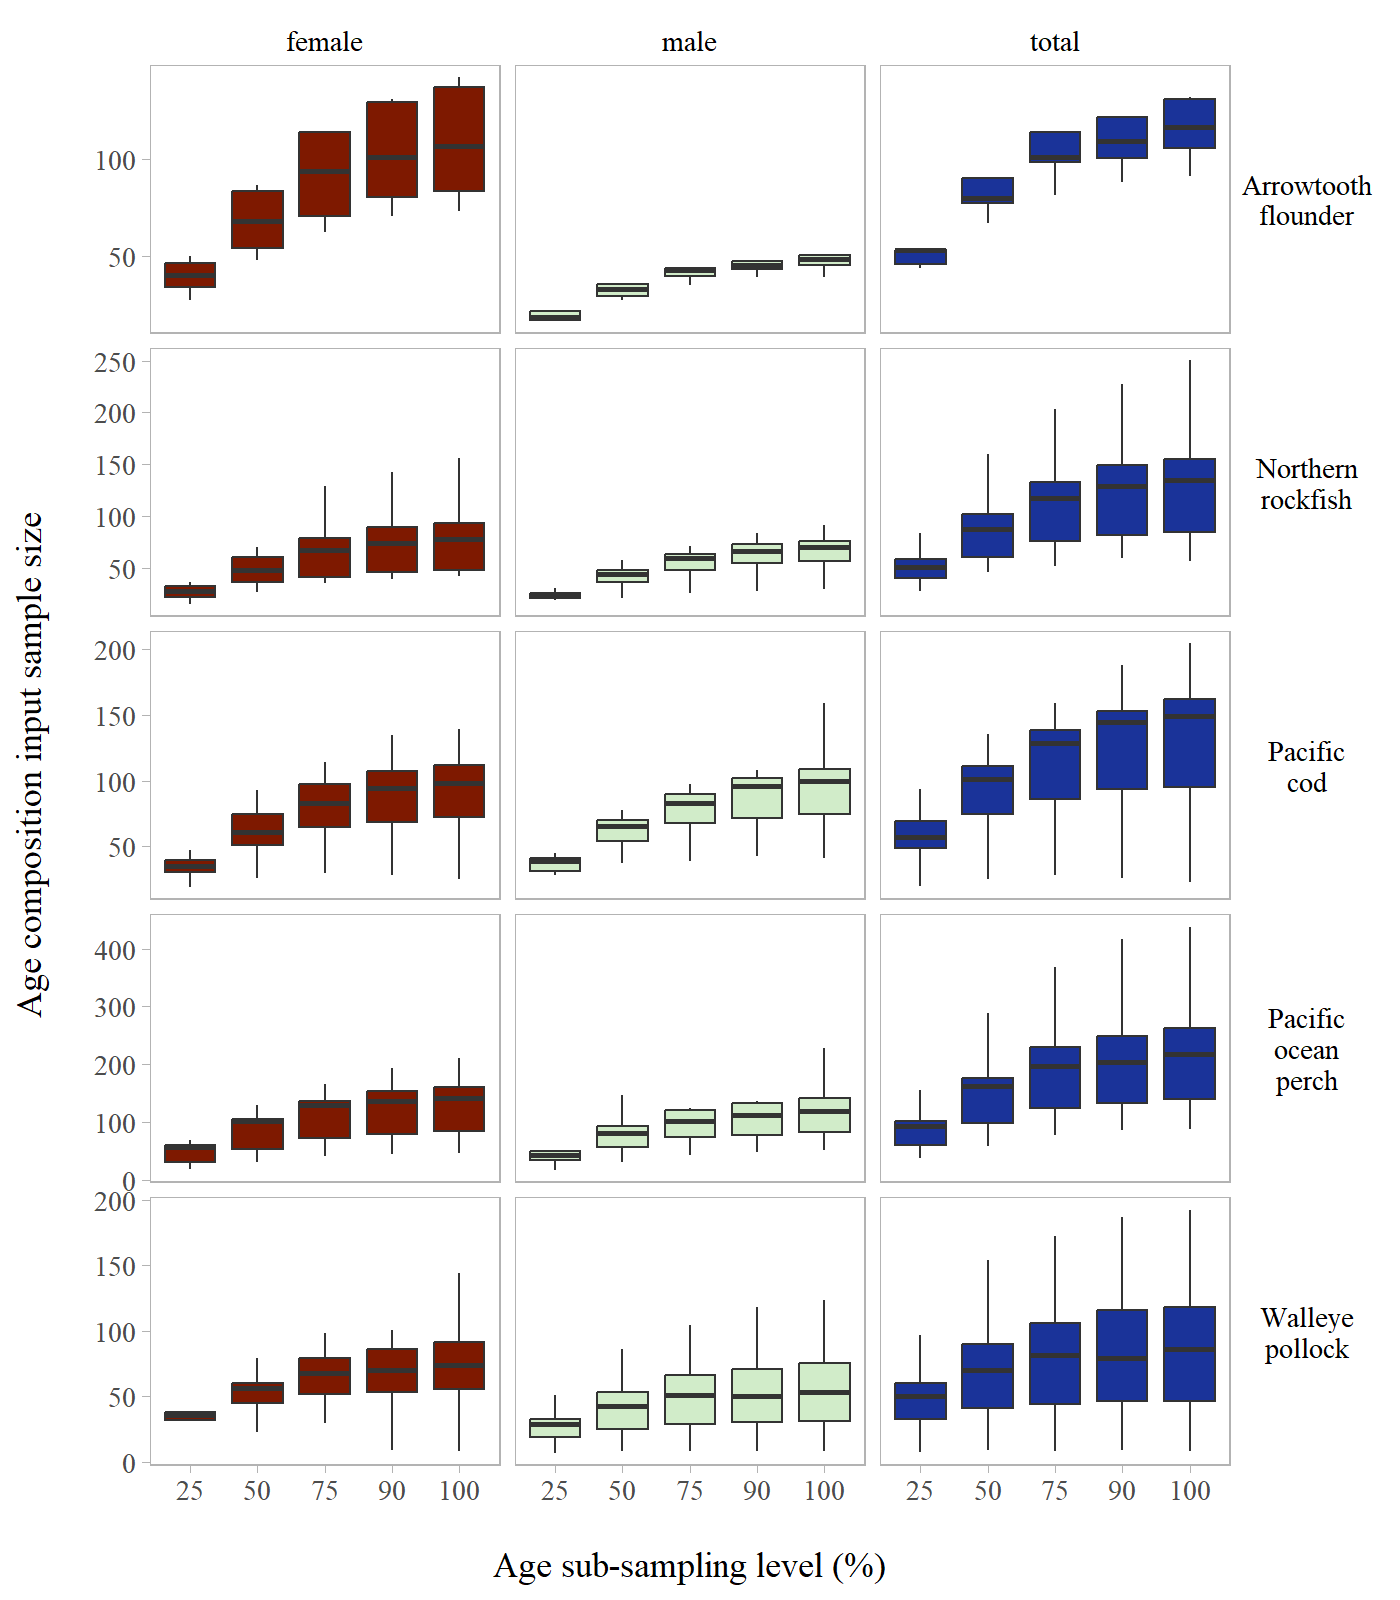 female male total
100
50
Arrowtooth
flounder
250
200
150
100
50
Northern
rockfish
200
150
100
50
Pacific
cod
400
300
200
100
0
Pacific
ocean
perch
200
150
100
50
0
Walleye
pollock
25 50 75 90 100 25 50 75 90 100 25 50 75 90 100
Age composition input sample size
Age sub-sampling level (%)